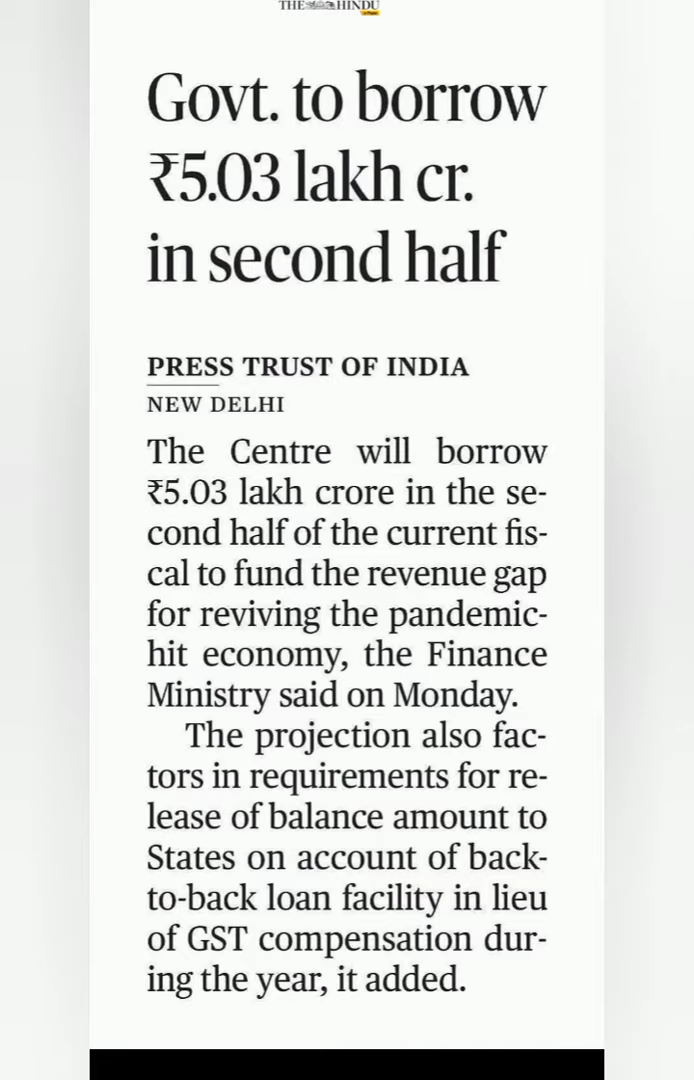 THE HINDU
Govt. to borrow
₹5.03 lakh cr.
in second half
PRESS TRUST OF INDIA
NEW DELHI
The Centre will borrow
₹5.03 lakh crore in the se-
cond half of the current fis-
cal to fund the revenue gap
for reviving the pandemic-
hit economy, the Finance
Ministry said on Monday.
The projection also fac-
tors in requirements for re-
lease of balance amount to
States on account of back-
to-back loan facility in lieu
of GST compensation dur-
ing the year, it added.